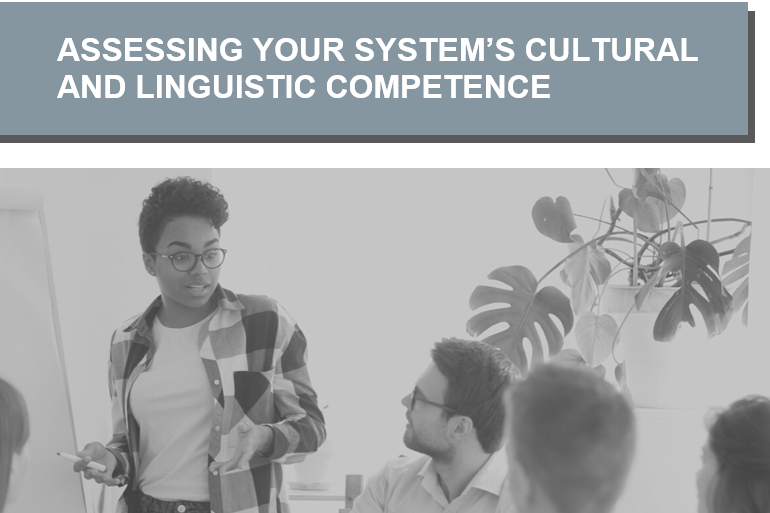 ASSESSING YOUR SYSTEM’S CULTURAL
AND LINGUISTIC COMPETENCE